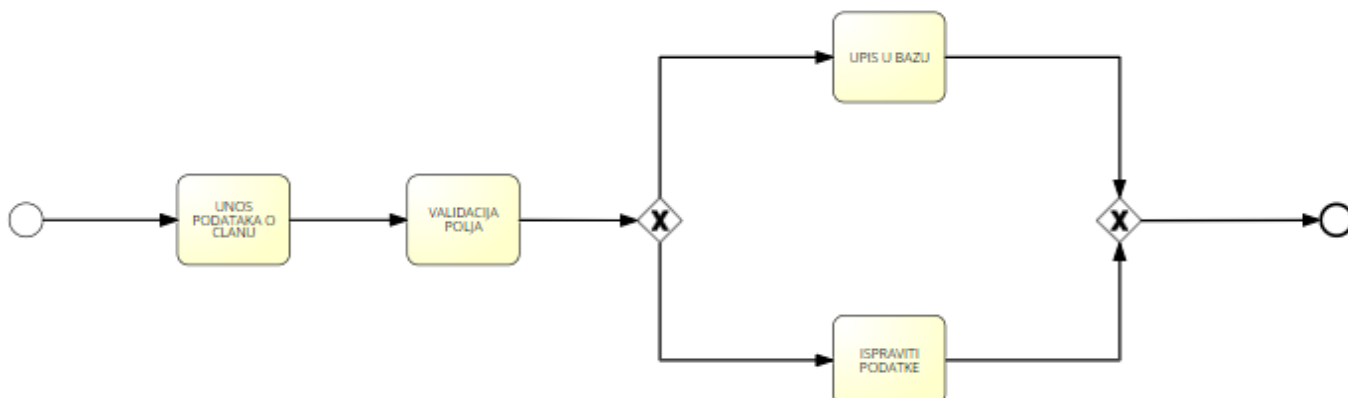 UPIS U BAZU
UNOS
PODATAKA O
CLANU
VALIDACIJA
POLJA
ISPRAVITI
PODATKE